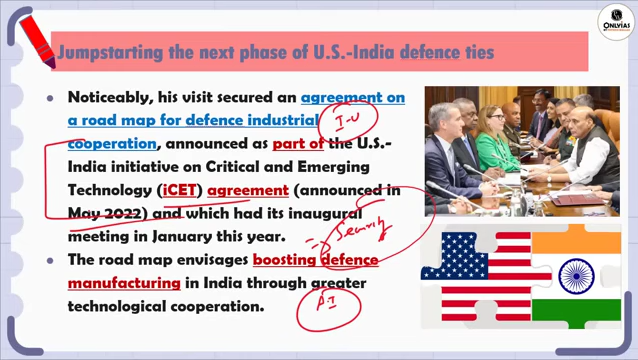 ONLYIAS
Jumpstarting the next phase of U.S.-India defence ties
Noticeably, his visit secured an agreement on
a road map for defence industrial
cooperation, announced as part of the U.S.-
India initiative on Critical and Emerging
Technology (iCET) agreement (announced in
May 2022) and which had its inaugural
meeting in January this year.
The road map envisages boosting defence
manufacturing in India through greater
technological cooperation.
I-U
Security